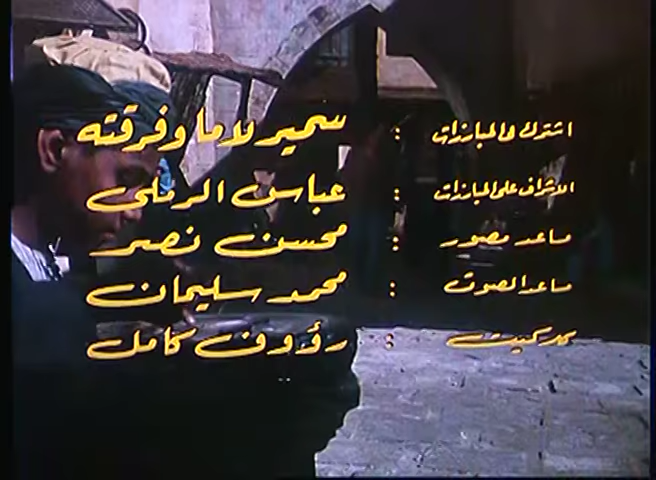 اشترك فى المبارزات : سمير لاما وفرقته
الاشراف على المبارزات : عباس الرملى
مساعد مصور : محسن نصر
مساعد الصوت : محمد سليمان
كلاكيت : رؤوف كامل